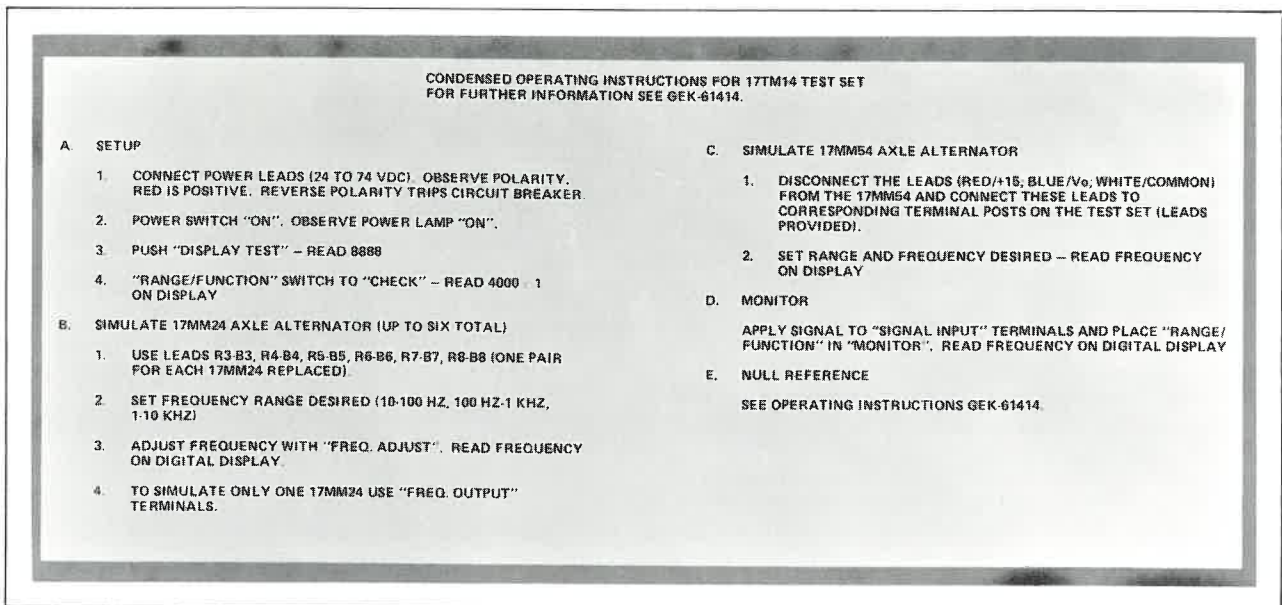 CONDENSED OPERATING INSTRUCTIONS FOR 17TM14 TEST SET
FOR FURTHER INFORMATION SEE GEK-61414.
A. SETUP
1. CONNECT POWER LEADS (24 TO 74 VDC). OBSERVE POLARITY.
RED IS POSITIVE. REVERSE POLARITY TRIPS CIRCUIT BREAKER.
2. POWER SWITCH "ON". OBSERVE POWER LAMP "ON".
3. PUSH "DISPLAY TEST" – READ 8888
4. "RANGE/FUNCTION" SWITCH TO "CHECK" – READ 4000 1
ON DISPLAY
B. SIMULATE 17MM24 AXLE ALTERNATOR (UP TO SIX TOTAL)
1. USE LEADS R3-B3, R4-B4, R5-B5, R6-B6, R7-B7, R8-B8 (ONE PAIR
FOR EACH 17MM24 REPLACED).
2. SET FREQUENCY RANGE DESIRED (10-100 HZ, 100 HZ-1 KHZ,
1-10 KHZ)
3. ADJUST FREQUENCY WITH "FREQ. ADJUST". READ FREQUENCY
ON DIGITAL DISPLAY.
4. TO SIMULATE ONLY ONE 17MM24 USE "FREQ. OUTPUT"
TERMINALS.
C. SIMULATE 17MM54 AXLE ALTERNATOR
1. DISCONNECT THE LEADS (RED/+15, BLUE/Vo, WHITE/COMMON)
FROM THE 17MM54 AND CONNECT THESE LEADS TO
CORRESPONDING TERMINAL POSTS ON THE TEST SET (LEADS
PROVIDED).
2. SET RANGE AND FREQUENCY DESIRED – READ FREQUENCY
ON DISPLAY
D. MONITOR
APPLY SIGNAL TO "SIGNAL INPUT" TERMINALS AND PLACE "RANGE/
FUNCTION" IN "MONITOR". READ FREQUENCY ON DIGITAL DISPLAY
E. NULL REFERENCE
SEE OPERATING INSTRUCTIONS GEK-61414.